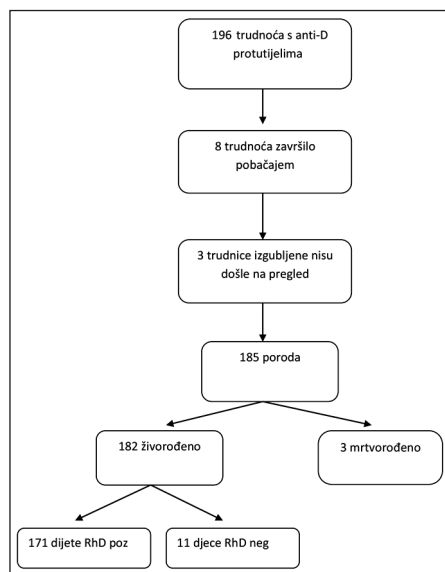 196 trudnoća s anti-D
protutijelima
8 trudnoća završilo
pobačajem
3 trudnice izgubljene nisu
došle na pregled
185 poroda
182 živorođeno
3 mrtvorođeno
171 dijete RhD poz
11 djece RhD neg